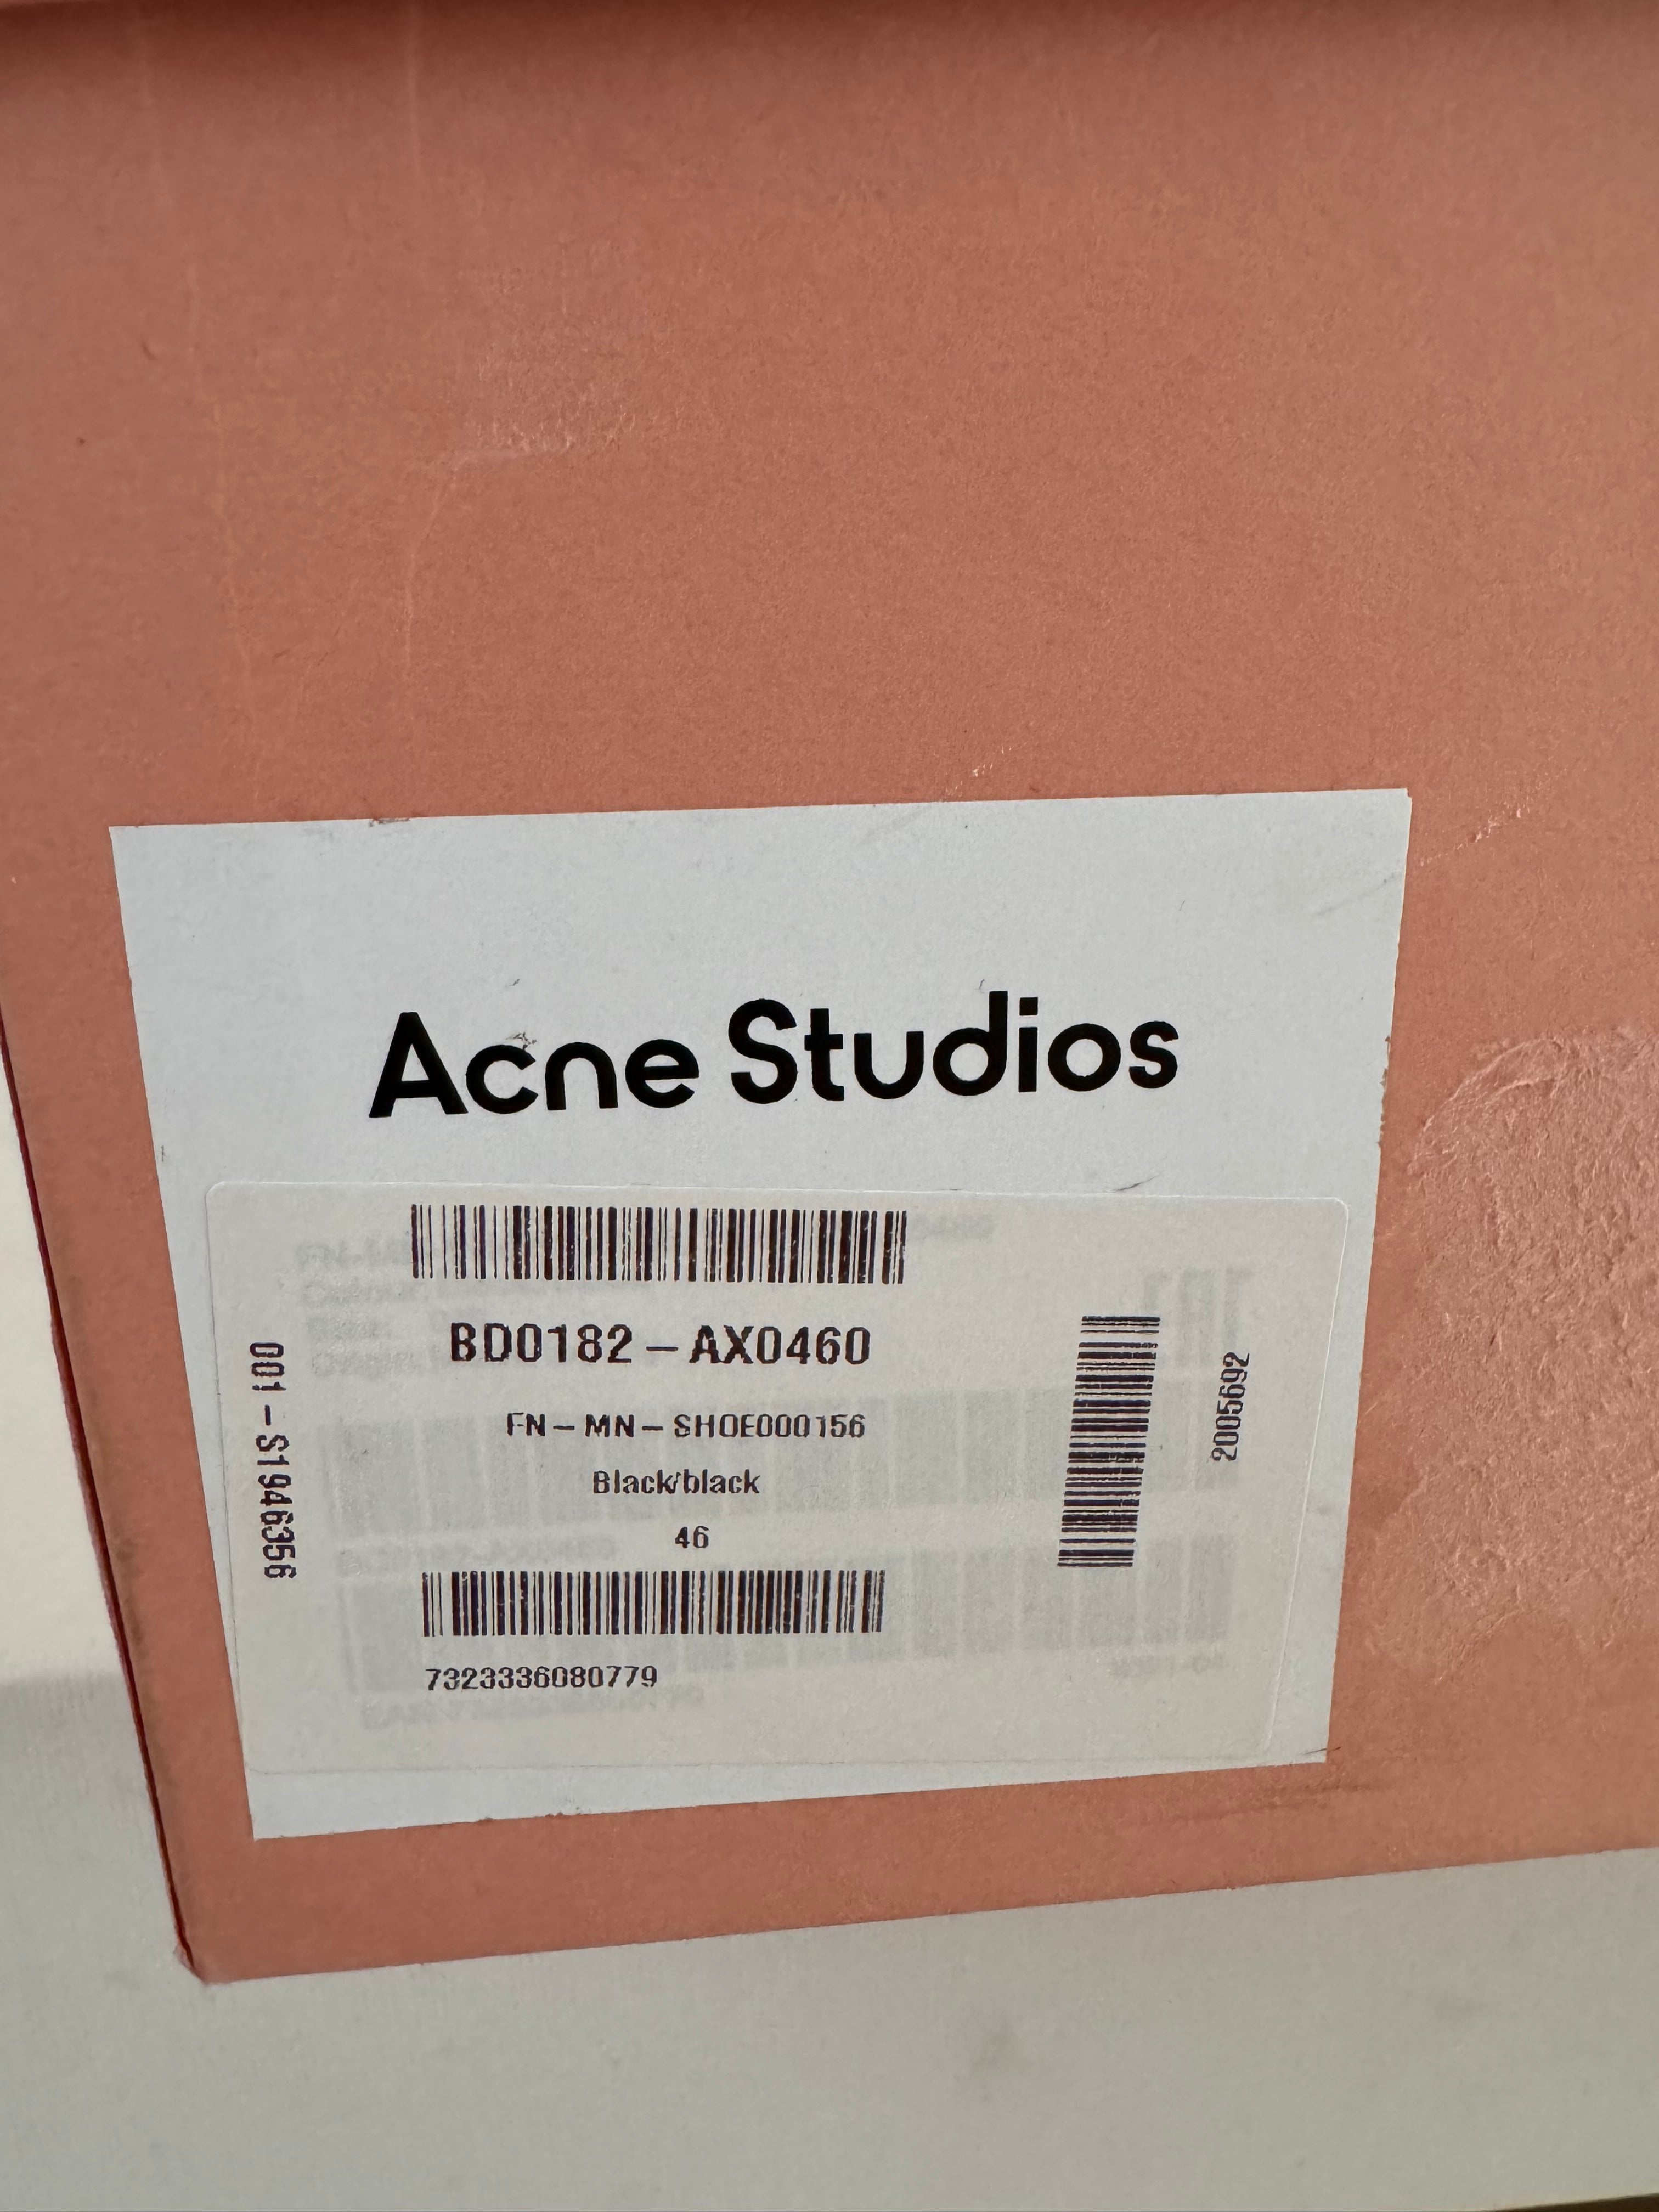 Acne Studios
BD0182-AX0460
FN-MN-SHOE000156
Black/black
46
7323336080779
001-S1946356
2005692